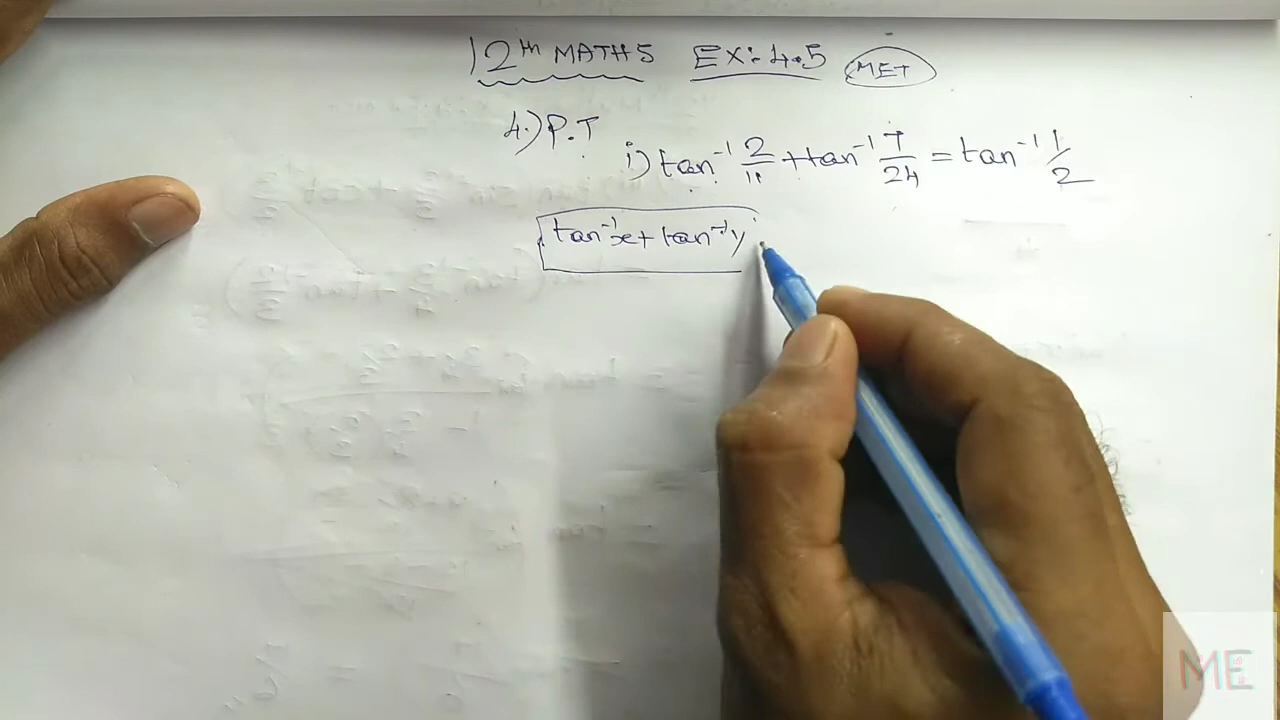 12th MATHS EX:-4.5 MET
4.) P.T
i) tan⁻¹ 2/11 + tan⁻¹ 7/24 = tan⁻¹ 1/2
tan⁻¹x + tan⁻¹y
ME